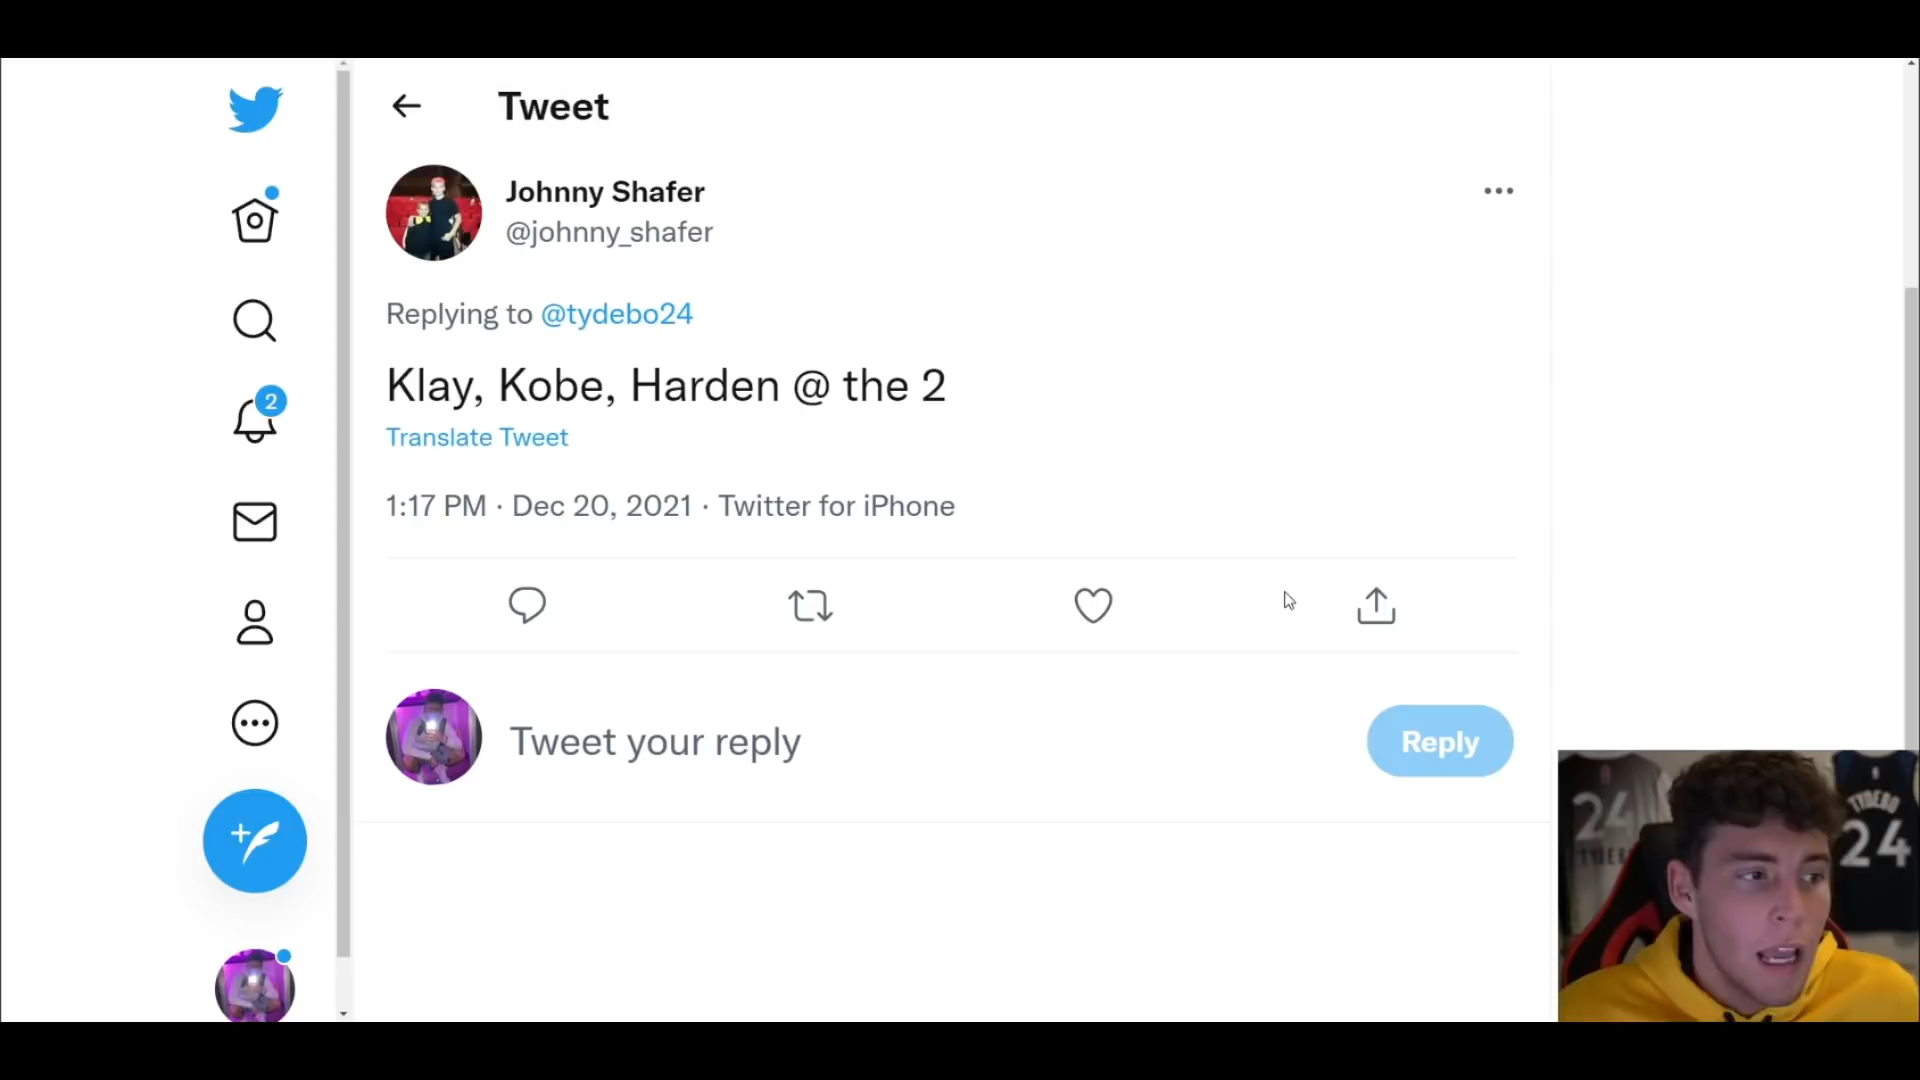 Tweet
Johnny Shafer
@johnny_shafer
Replying to @tydebo24
Klay, Kobe, Harden @ the 2
Translate Tweet
1:17 PM · Dec 20, 2021 · Twitter for iPhone
2
Tweet your reply
Reply
24
TYDEBO
24